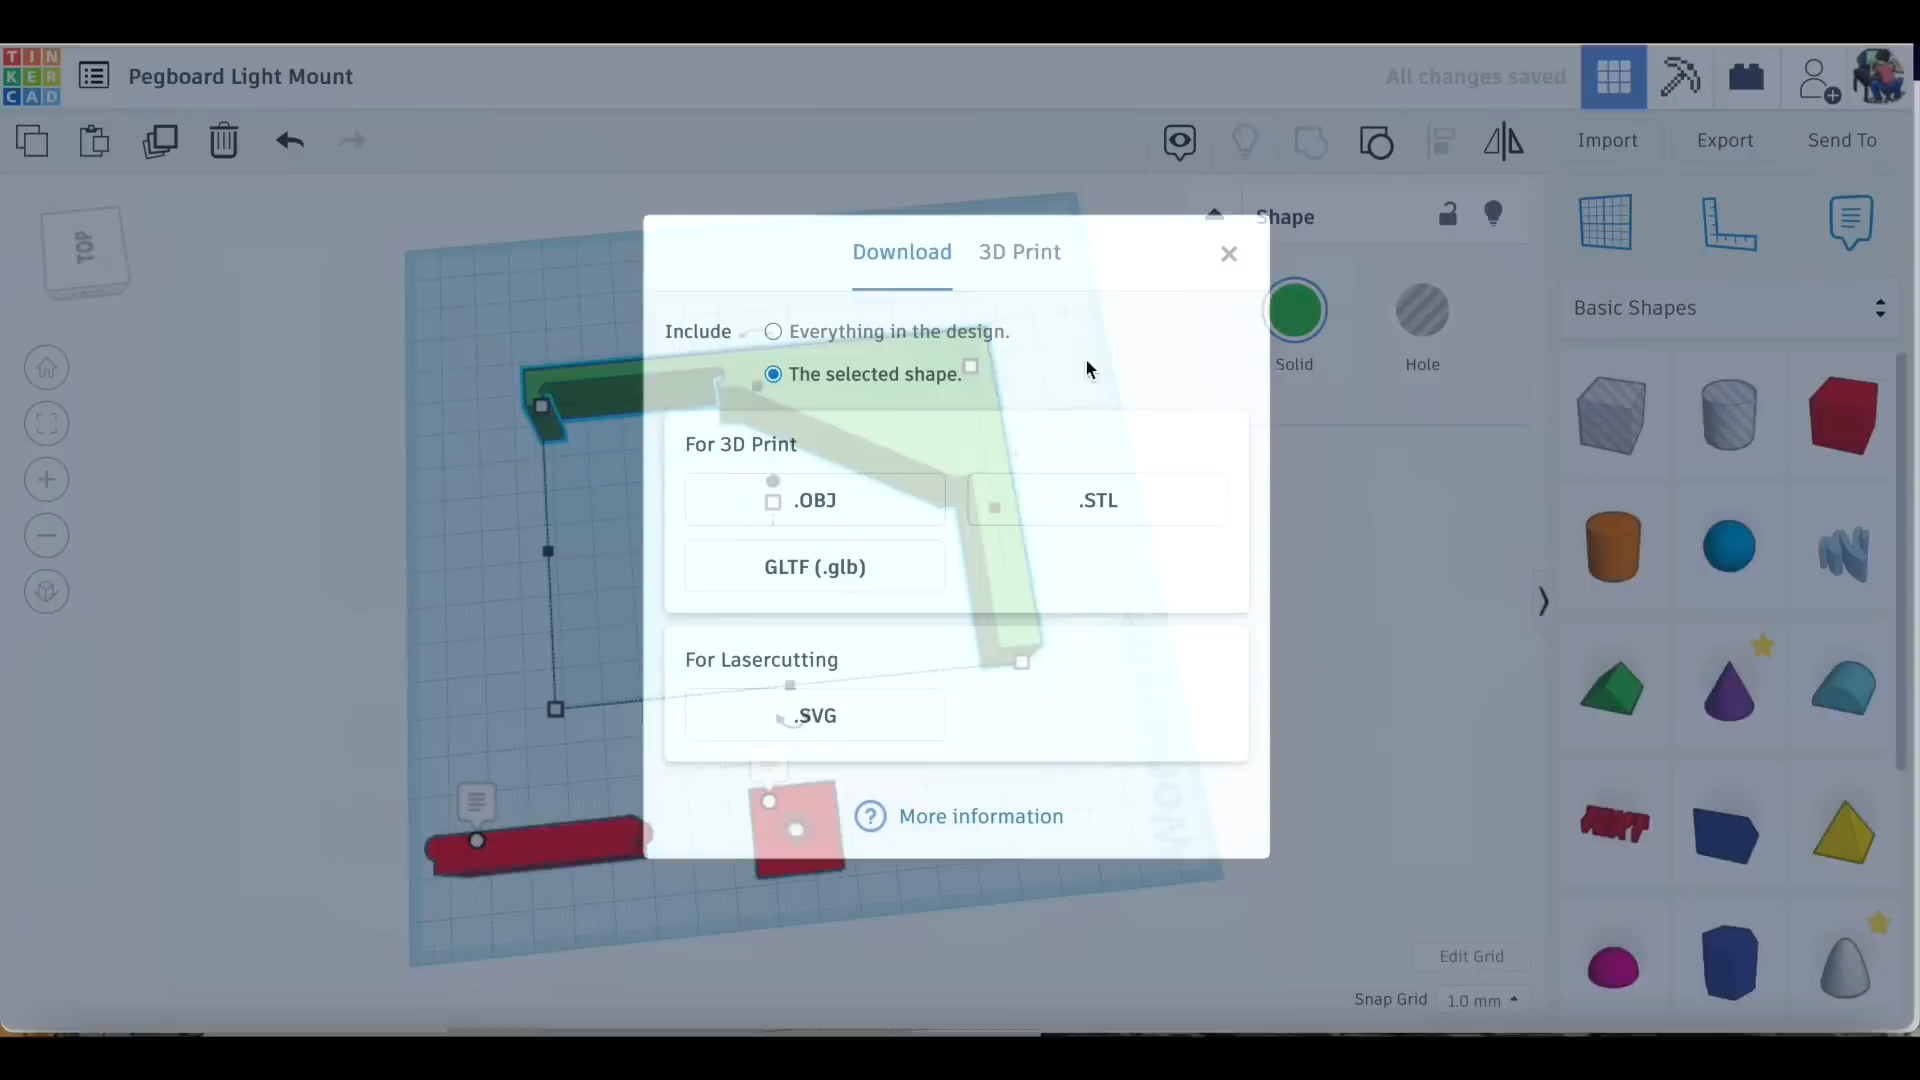 TIN
KER
CAD
Pegboard Light Mount
All changes saved
Import
Export
Send To
TOP
Shape
Download
3D Print
Include
Everything in the design.
The selected shape.
Solid
Hole
Basic Shapes
For 3D Print
.OBJ
.STL
GLTF (.glb)
For Lasercutting
.SVG
More information
TEXT
Edit Grid
Snap Grid
1.0 mm